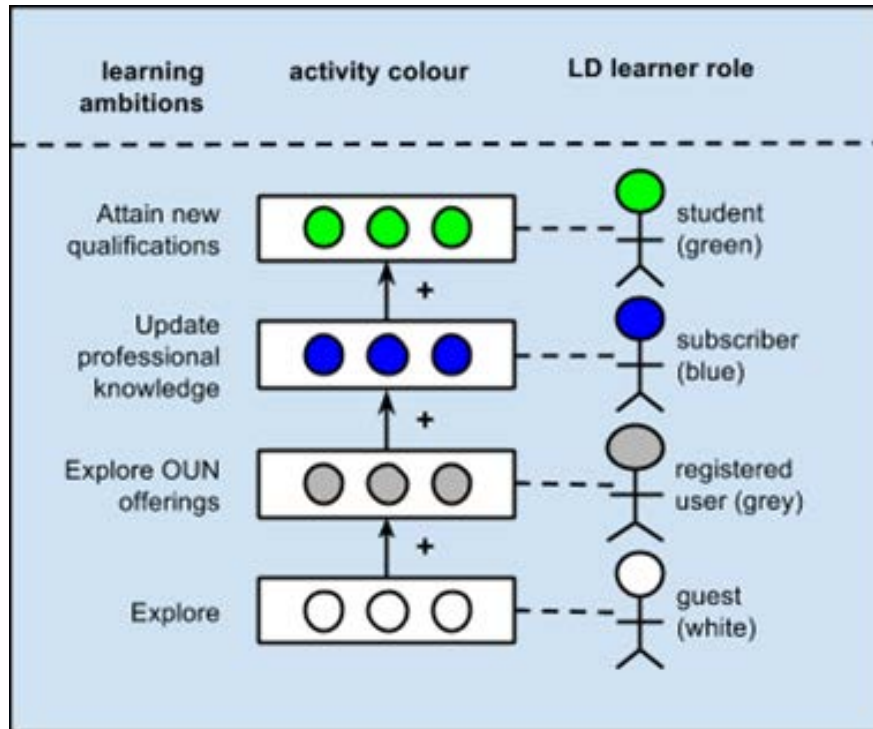 learning
ambitions
activity colour
LD learner role
Attain new
qualifications
student
(green)
+
Update
professional
knowledge
subscriber
(blue)
+
Explore OUN
offerings
registered
user (grey)
+
Explore
guest
(white)